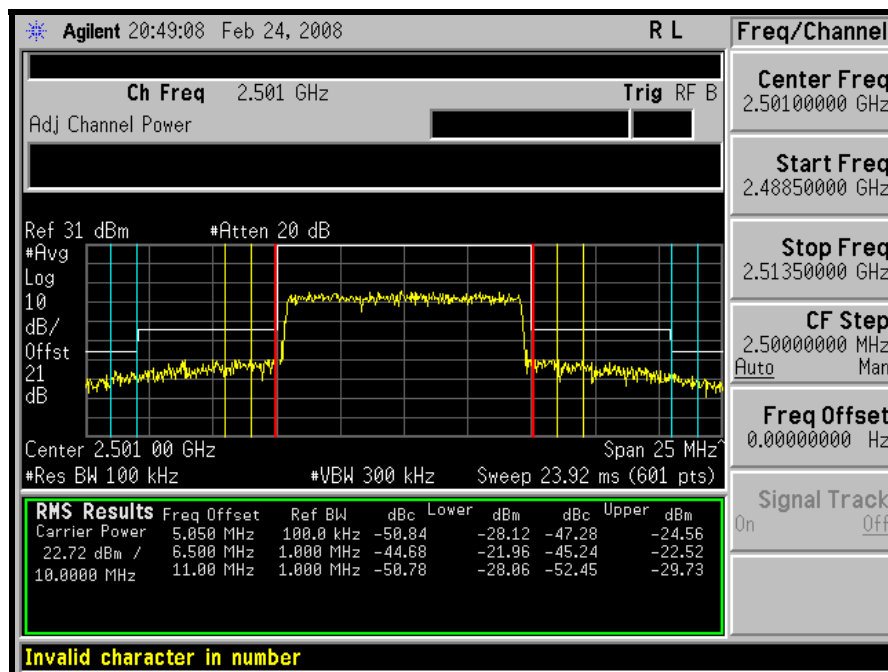 Agilent 20:49:08 Feb 24, 2008 R L
Freq/Channel
Ch Freq 2.501 GHz Trig RF B
Adj Channel Power
Center Freq
2.50100000 GHz
Start Freq
2.48850000 GHz
Stop Freq
2.51350000 GHz
CF Step
2.50000000 MHz
Auto Man
Freq Offset
0.00000000 Hz
Signal Track
On Off
Ref 31 dBm #Atten 20 dB
#Avg
Log
10
dB/
Offst
21
dB
Center 2.501 00 GHz Span 25 MHz^
#Res BW 100 kHz #VBW 300 kHz Sweep 23.92 ms (601 pts)
RMS Results Freq Offset Ref BW dBc Lower dBm dBc Upper dBm
Carrier Power 5.050 MHz 100.0 kHz -50.84 -28.12 -47.28 -24.56
22.72 dBm / 6.500 MHz 1.000 MHz -44.68 -21.96 -45.24 -22.52
10.0000 MHz 11.00 MHz 1.000 MHz -50.78 -28.06 -52.45 -29.73
Invalid character in number